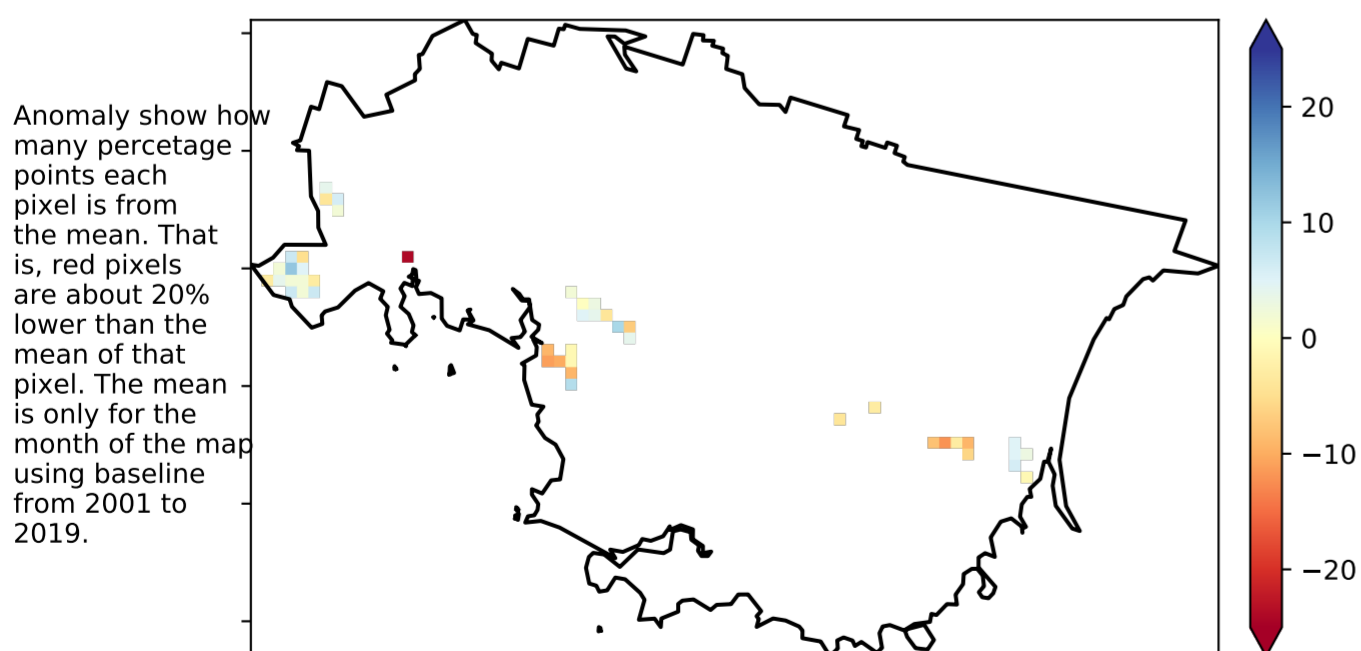 Anomaly show how
many percetage
points each
pixel is from
the mean. That
is, red pixels
are about 20%
lower than the
mean of that
pixel. The mean
is only for the
month of the map
using baseline
from 2001 to
2019.
20
10
0
−10
−20